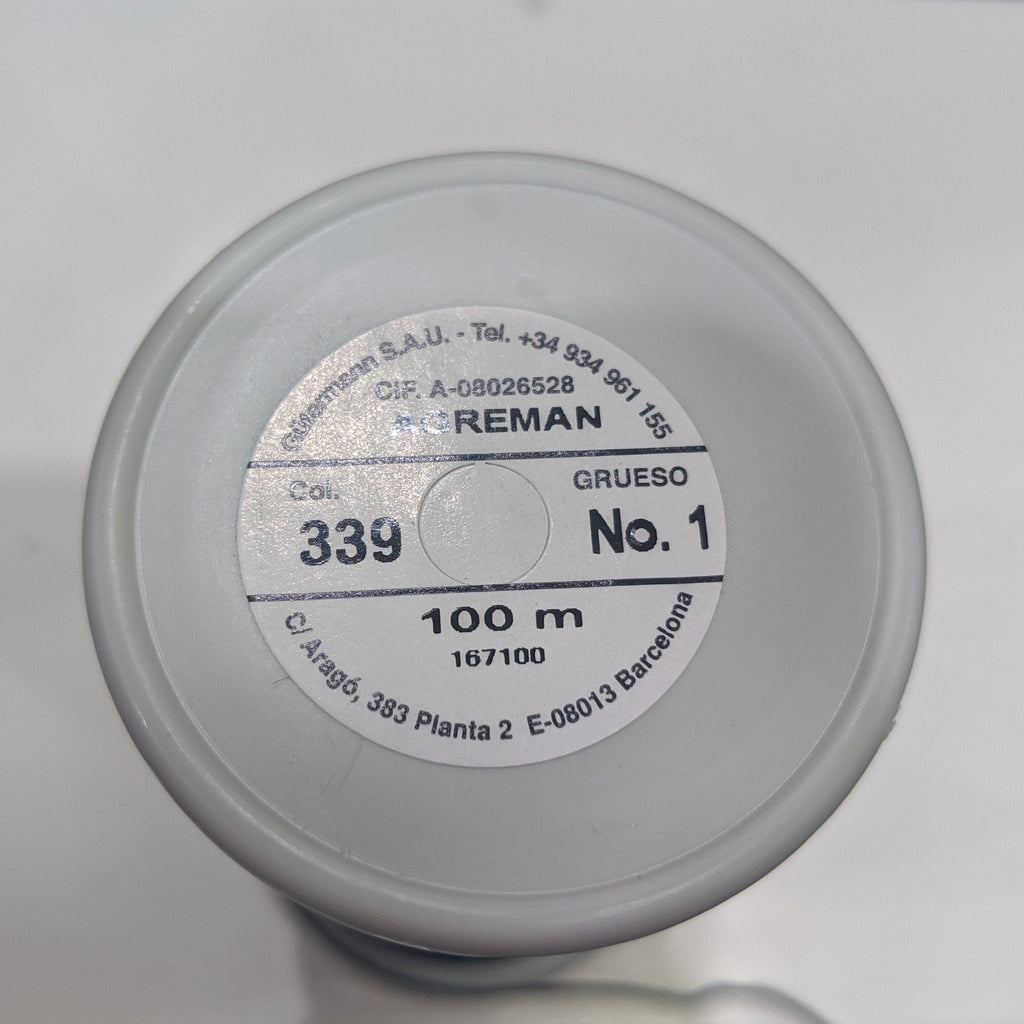 Gütermann S.A.U. - Tel. +34 934 961 155
CIF. A-08026528
AGREMAN
Col.
339
GRUESO
No. 1
100 m
167100
C/ Aragó, 383 Planta 2 E-08013 Barcelona